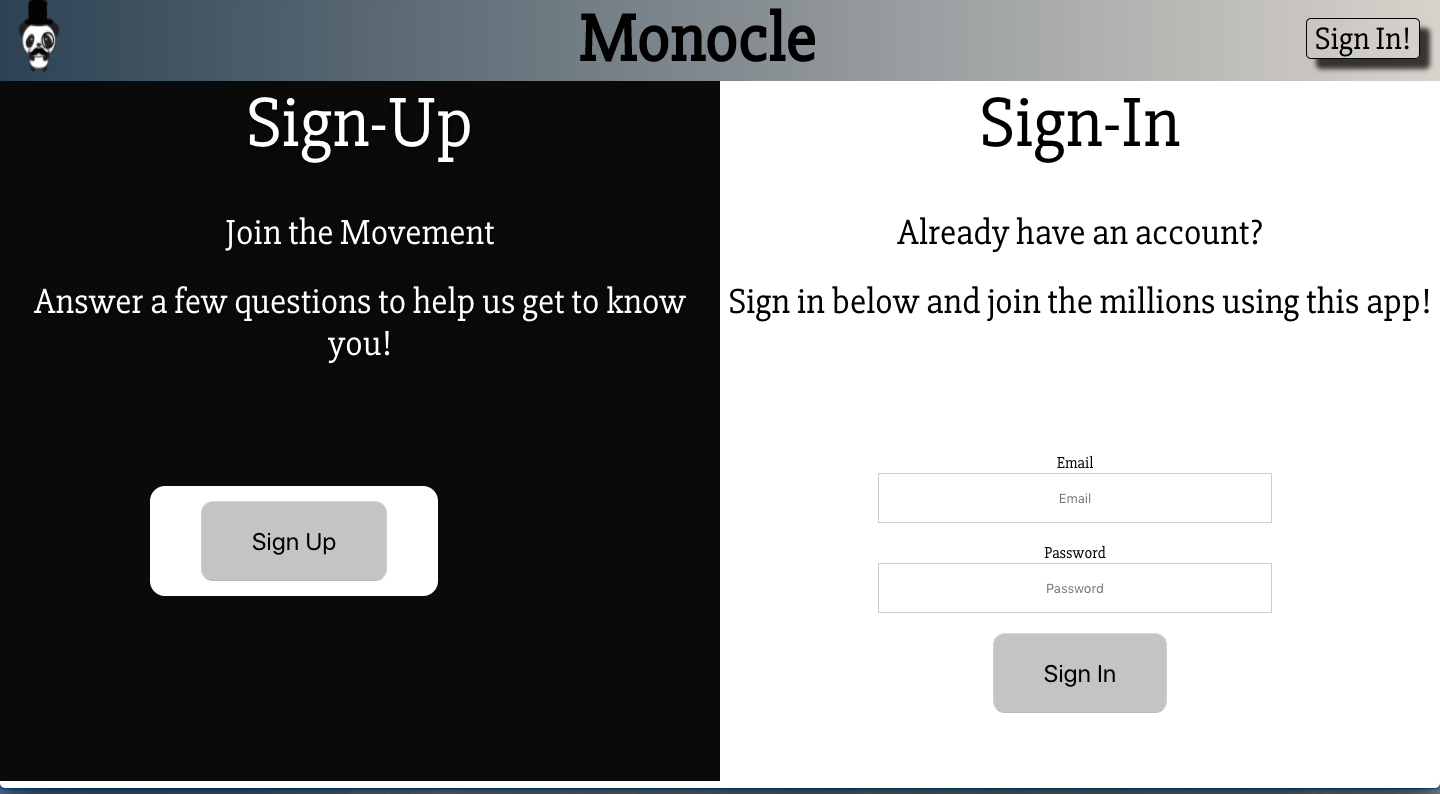 Monocle
Sign In!
Sign-Up
Join the Movement
Answer a few questions to help us get to know
you!
Sign Up
Sign-In
Already have an account?
Sign in below and join the millions using this app!
Email
Email
Password
Password
Sign In